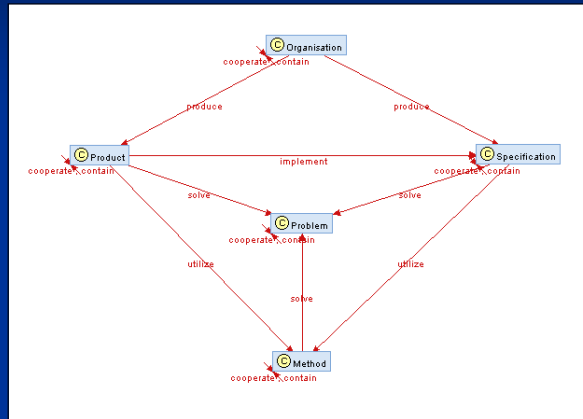 C Organisation
cooperate, contain
produce
produce
C Product
C Specification
implement
cooperate, contain
cooperate, contain
solve
solve
C Problem
cooperate, contain
utilize
utilize
solve
C Method
cooperate, contain